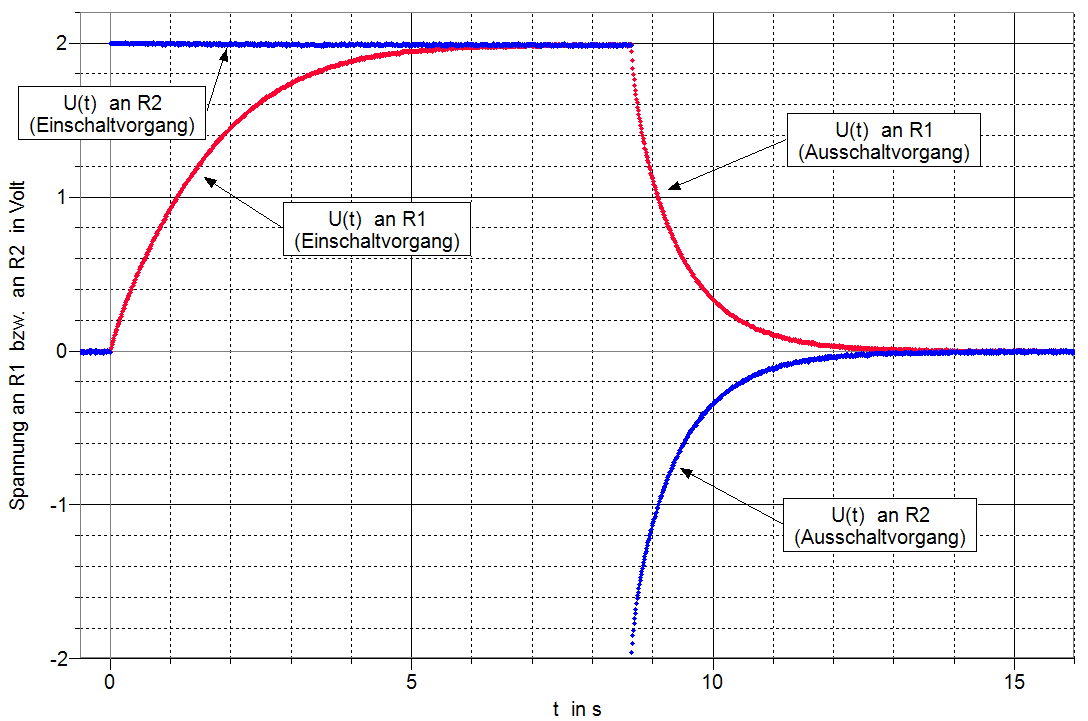 2
1
0
-1
-2
Spannung an R1 bzw. an R2 in Volt
U(t) an R2
(Einschaltvorgang)
U(t) an R1
(Einschaltvorgang)
U(t) an R1
(Ausschaltvorgang)
U(t) an R2
(Ausschaltvorgang)
0 5 10 15
t in s